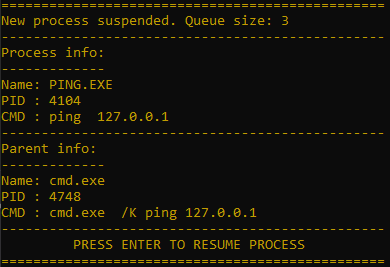 ================================================
New process suspended. Queue size: 3
------------------------------------------------
Process info:
-------------
Name: PING.EXE
PID : 4104
CMD : ping  127.0.0.1
------------------------------------------------
Parent info:
-------------
Name: cmd.exe
PID : 4748
CMD : cmd.exe  /K ping 127.0.0.1
------------------------------------------------
         PRESS ENTER TO RESUME PROCESS
================================================